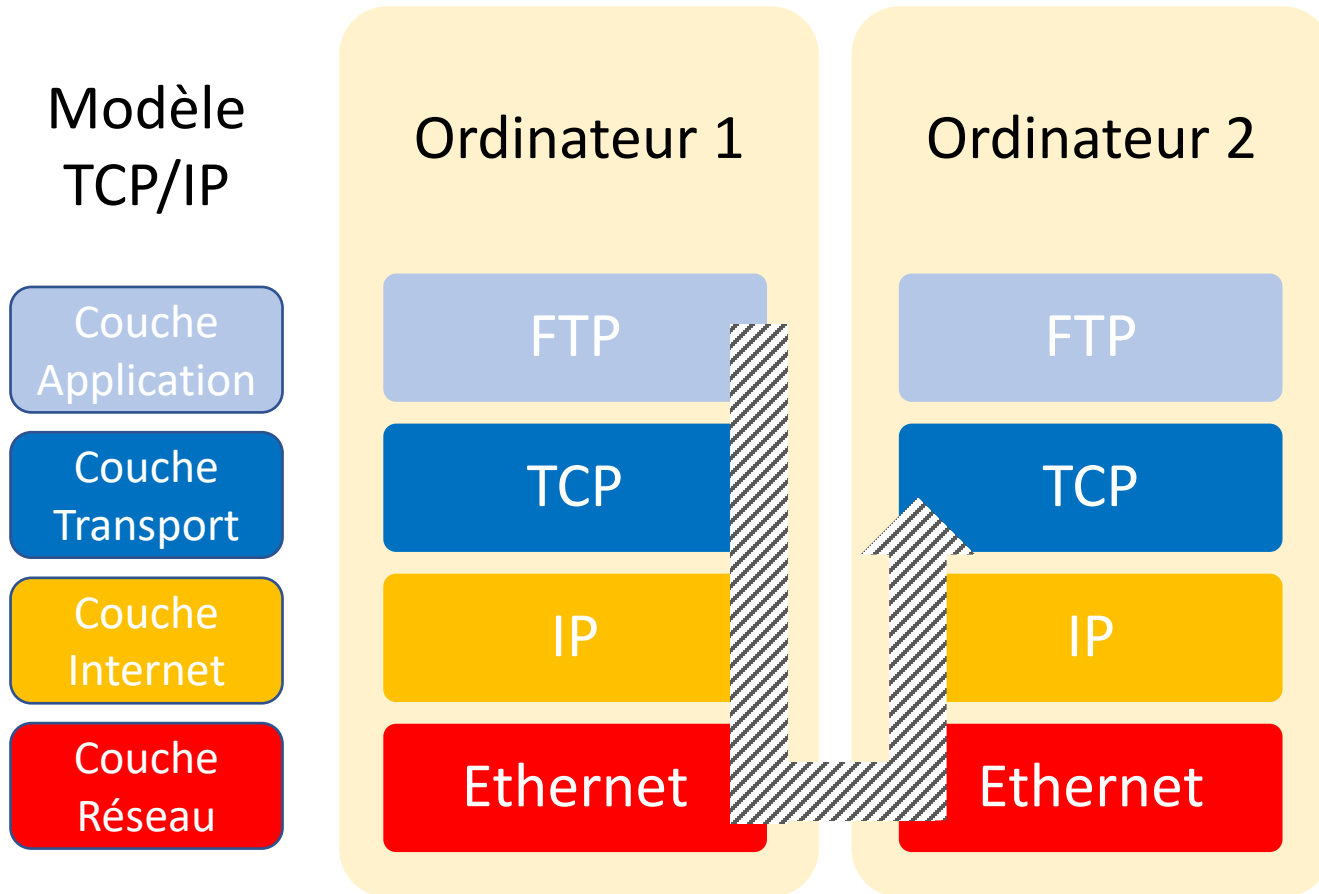 Modèle
TCP/IP
Ordinateur 1
Ordinateur 2
Couche
Application
FTP
FTP
Couche
Transport
TCP
TCP
Couche
Internet
IP
IP
Couche
Réseau
Ethernet
Ethernet